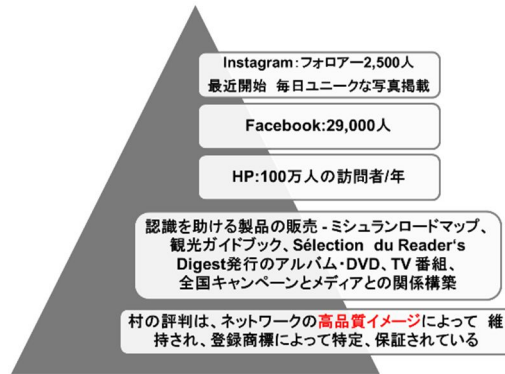 Instagram:フォロアー2,500人
最近開始 毎日ユニークな写真掲載
Facebook:29,000人
HP:100万人の訪問者/年
認識を助ける製品の販売 - ミシュランロードマップ、
観光ガイドブック、Sélection du Reader's
Digest発行のアルバム・DVD、TV 番組、
全国キャンペーンとメディアとの関係構築
村の評判は、ネットワークの高品質イメージによって 維
持され、登録商標によって特定、保証されている